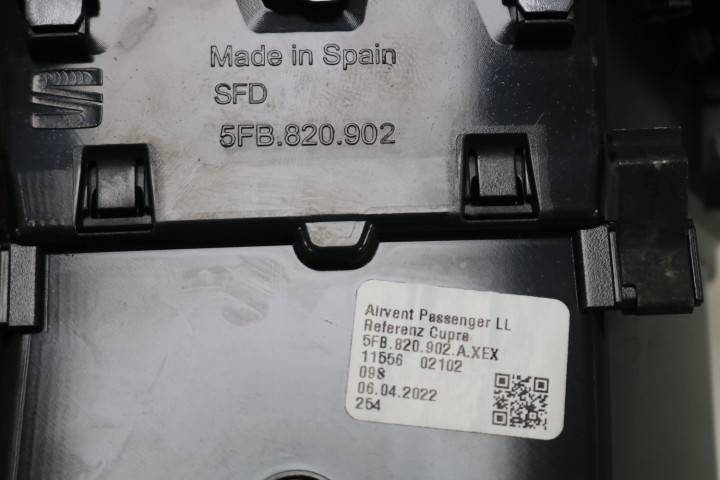 Made in Spain
SFD
5FB.820.902
Airvent Passenger LL
Referenz Cupra
5FB.820.902.A.XEX
11556 02102
098
06.04.2022
254